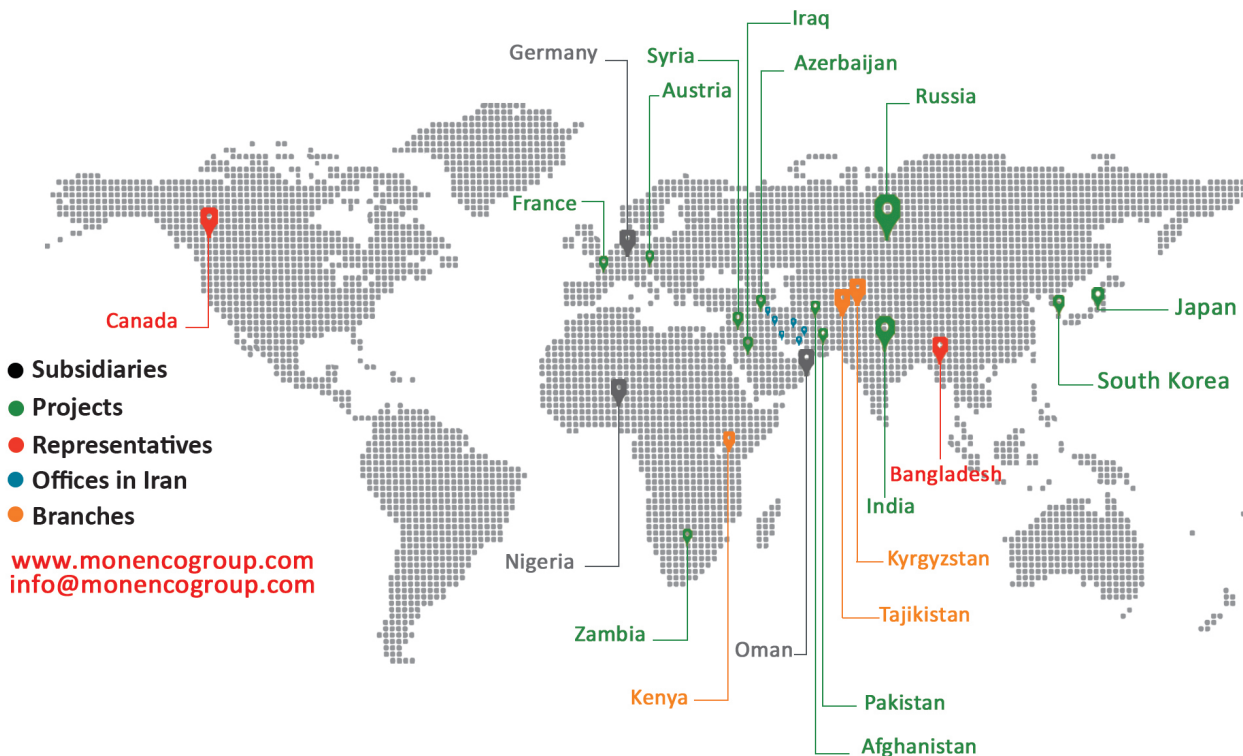 Iraq
Germany
Syria
Azerbaijan
Austria
Russia
France
Canada
Japan
Subsidiaries
South Korea
Projects
Representatives
Bangladesh
Offices in Iran
India
Branches
www.monencogroup.com
Nigeria
Kyrgyzstan
info@monencogroup.com
Tajikistan
Zambia
Oman
Kenya
Pakistan
Afghanistan